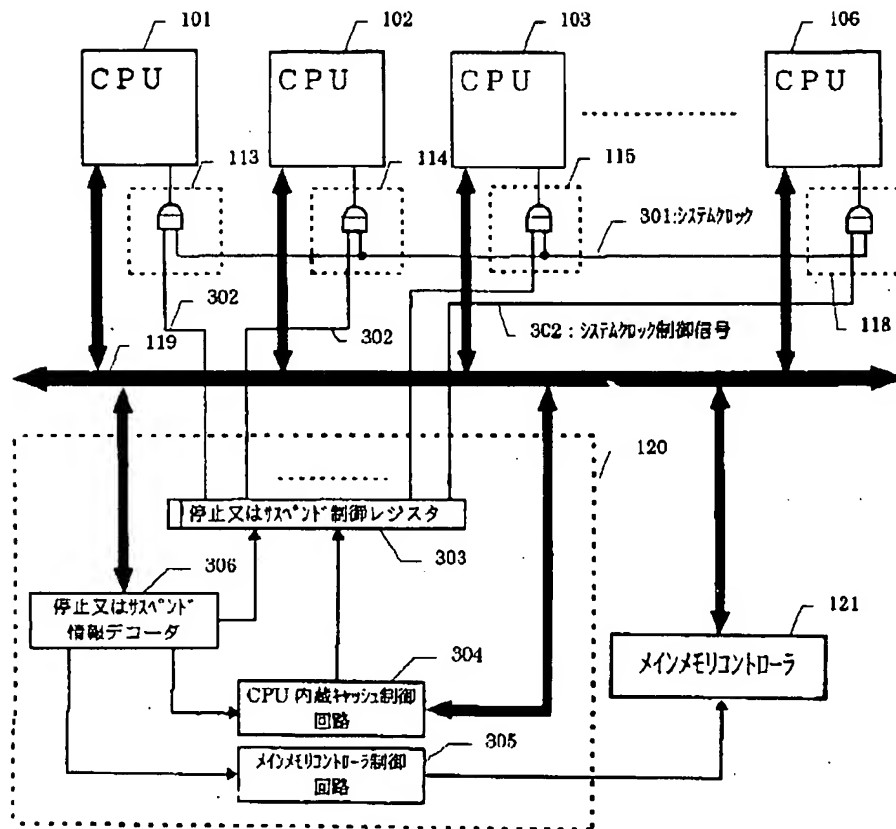 101
102
103
106
CPU
CPU
CPU
CPU
113
114
115
301:システムクロック
302
302
302:システムクロック制御信号
118
119
120
停止又はサスペンド制御レジスタ
303
306
停止又はサスペンド
情報デコーダ
121
304
メインメモリコントローラ
CPU内蔵キャッシュ制御
回路
305
メインメモリコントローラ制御
回路